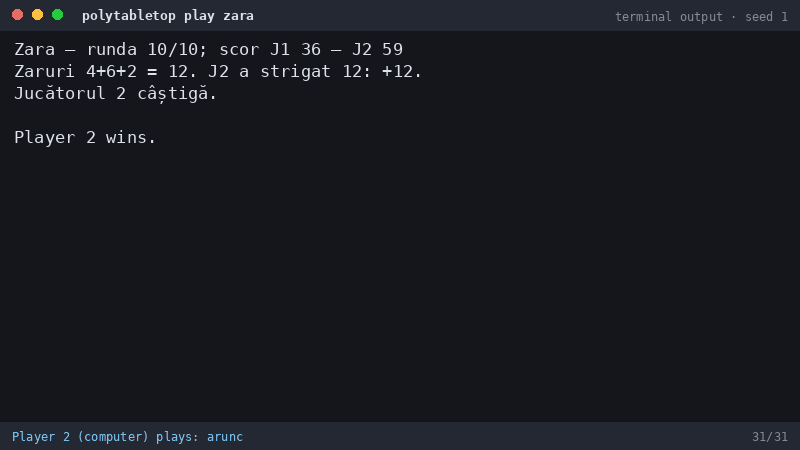 polytabletop play zara
terminal output · seed 1
Zara — runda 10/10; scor J1 36 — J2 59
Zaruri 4+6+2 = 12. J2 a strigat 12: +12.
Jucătorul 2 câștigă.
Player 2 wins.
Player 2 (computer) plays: arunc
31/31